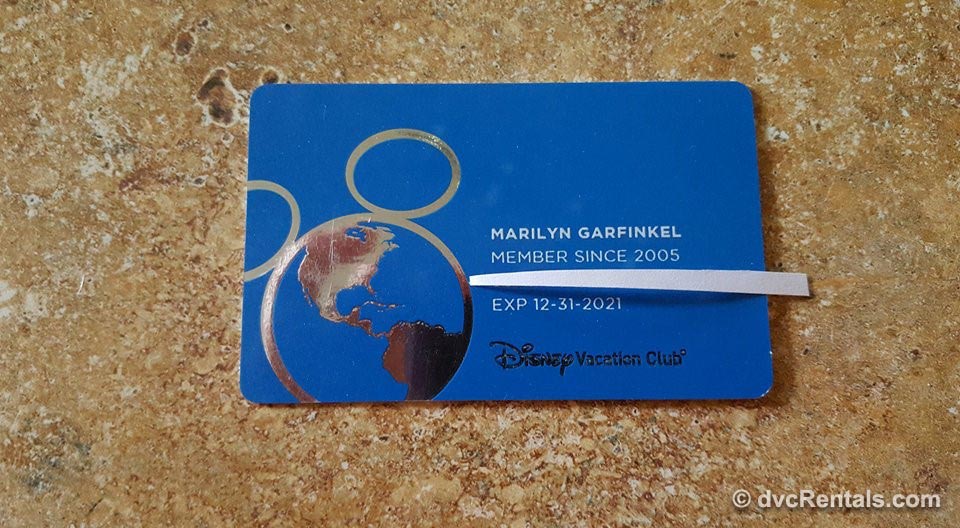 MARILYN GARFINKEL
MEMBER SINCE 2005
EXP 12-31-2021
Disney Vacation Club®
© dvcRentals.com